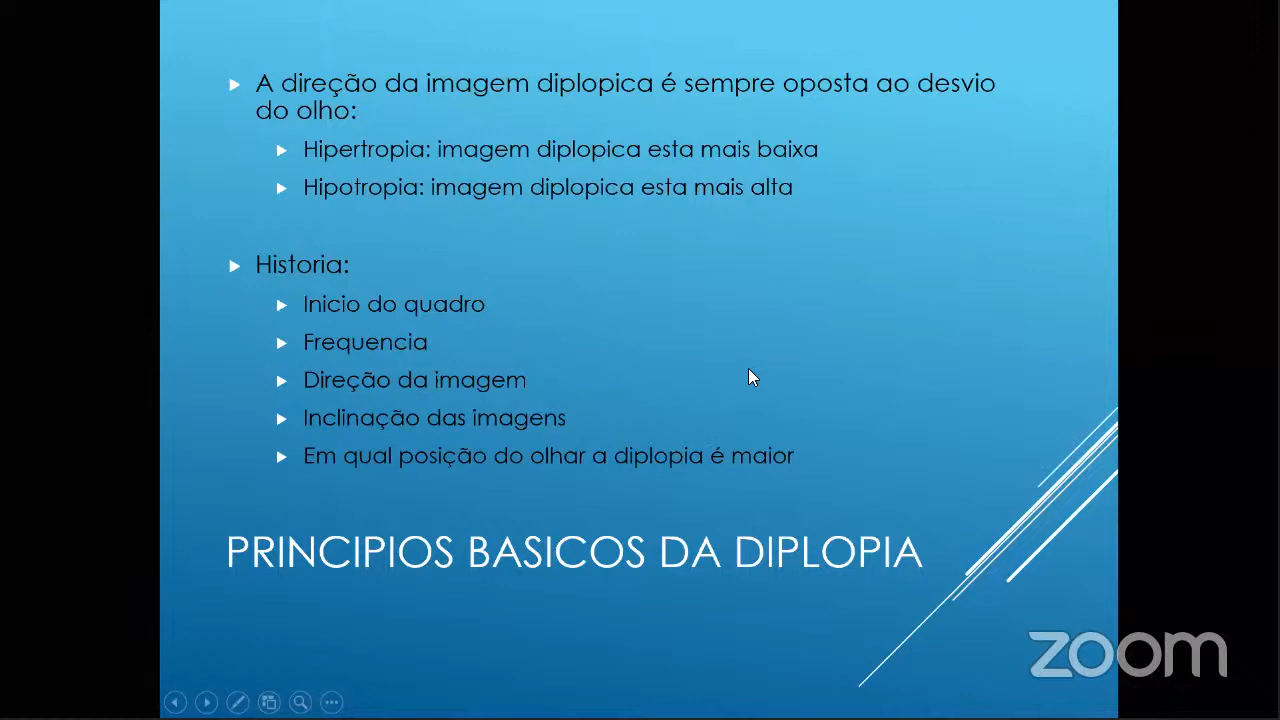 A direção da imagem diplopica é sempre oposta ao desvio
do olho:
Hipertropia: imagem diplopica esta mais baixa
Hipotropia: imagem diplopica esta mais alta
Historia:
Inicio do quadro
Frequencia
Direção da imagem
Inclinação das imagens
Em qual posição do olhar a diplopia é maior
PRINCIPIOS BASICOS DA DIPLOPIA
zoom